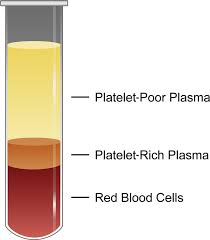 Platelet-Poor Plasma
Platelet-Rich Plasma
Red Blood Cells